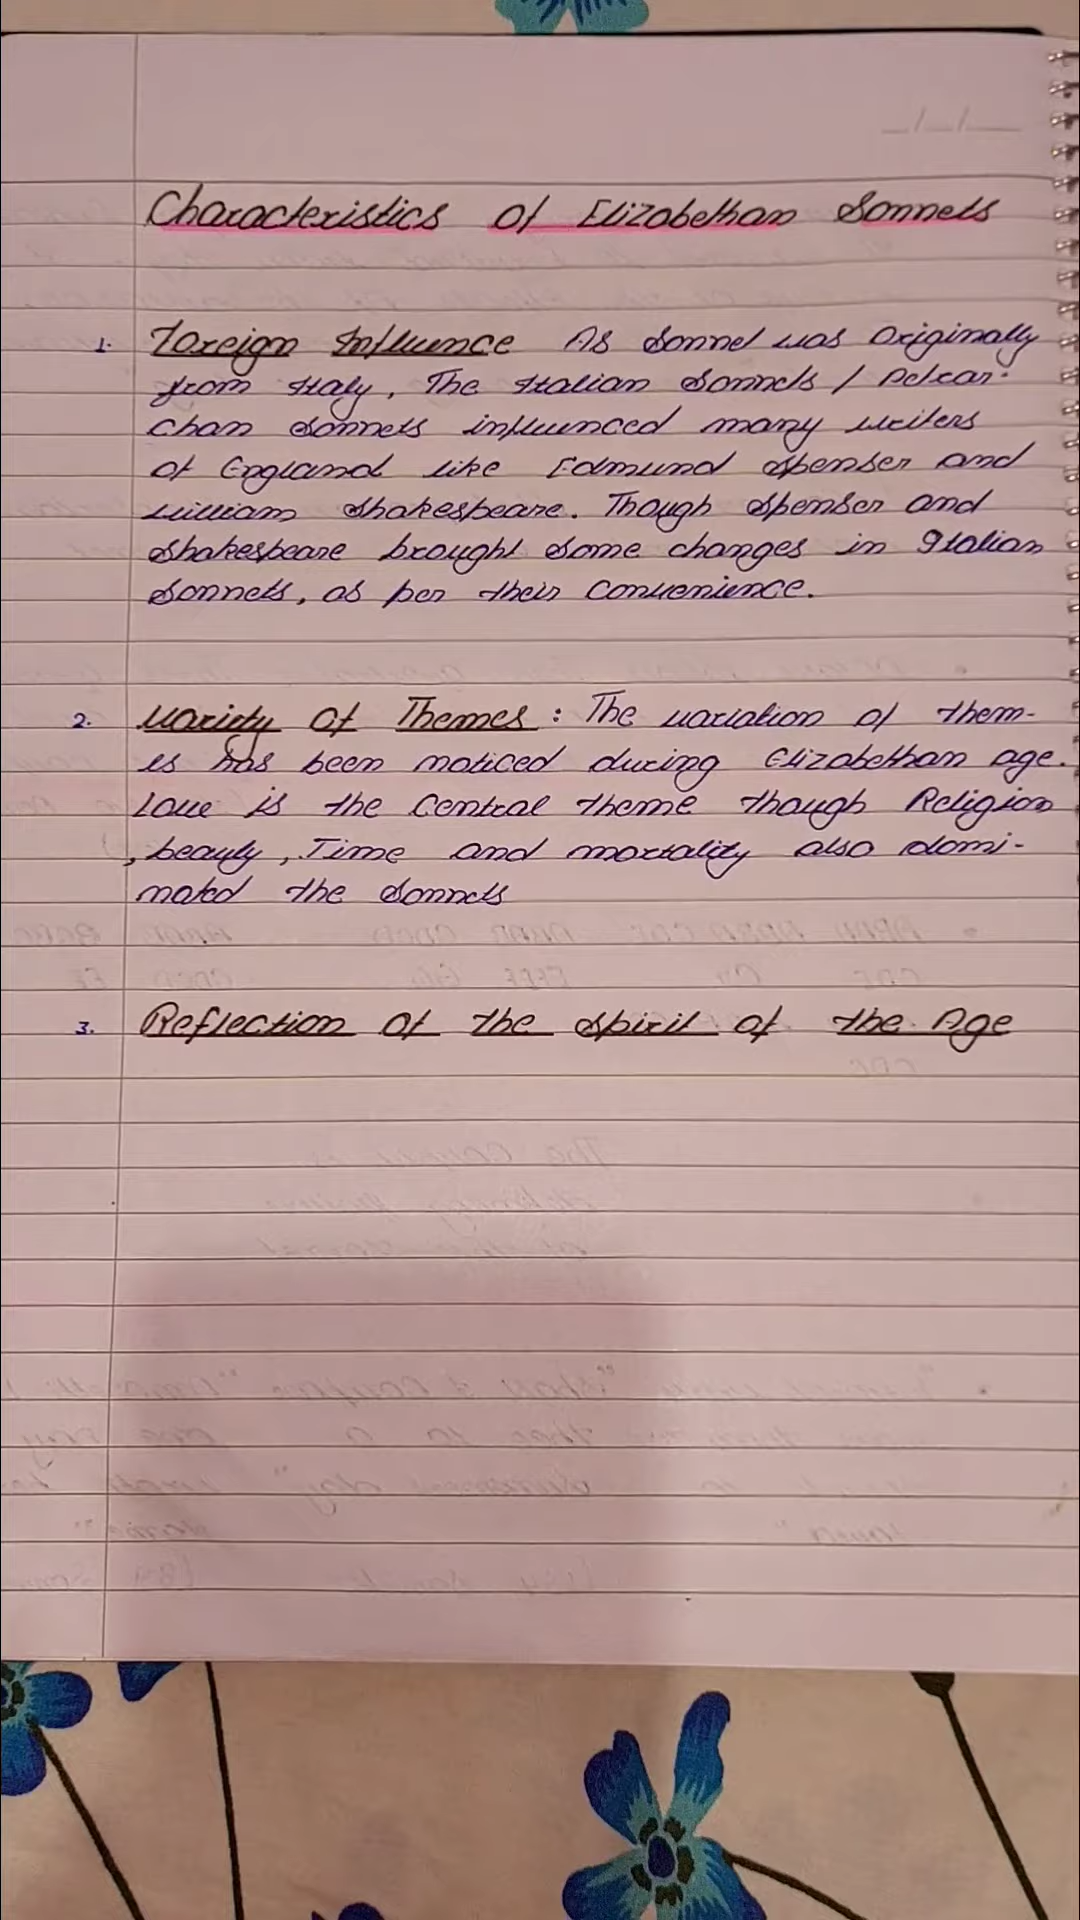 Characteristics of Elizabethan Sonnets
1. Foreign Influence As Sonnet was Originally
from Italy, The Italian Sonnets / Petrar-
chan Sonnets influenced many writers
of England like Edmund Spenser and
William Shakespeare. Though Spenser and
Shakespeare brought some changes in Italian
Sonnets, as per their Convenience.
2. Variety of Themes : The variation of them-
es has been noticed during Elizabethan age.
Love is the Central theme though Religion
, beauty, Time and mortality also domi-
nated the Sonnets
3. Reflection of the Spirit of the Age